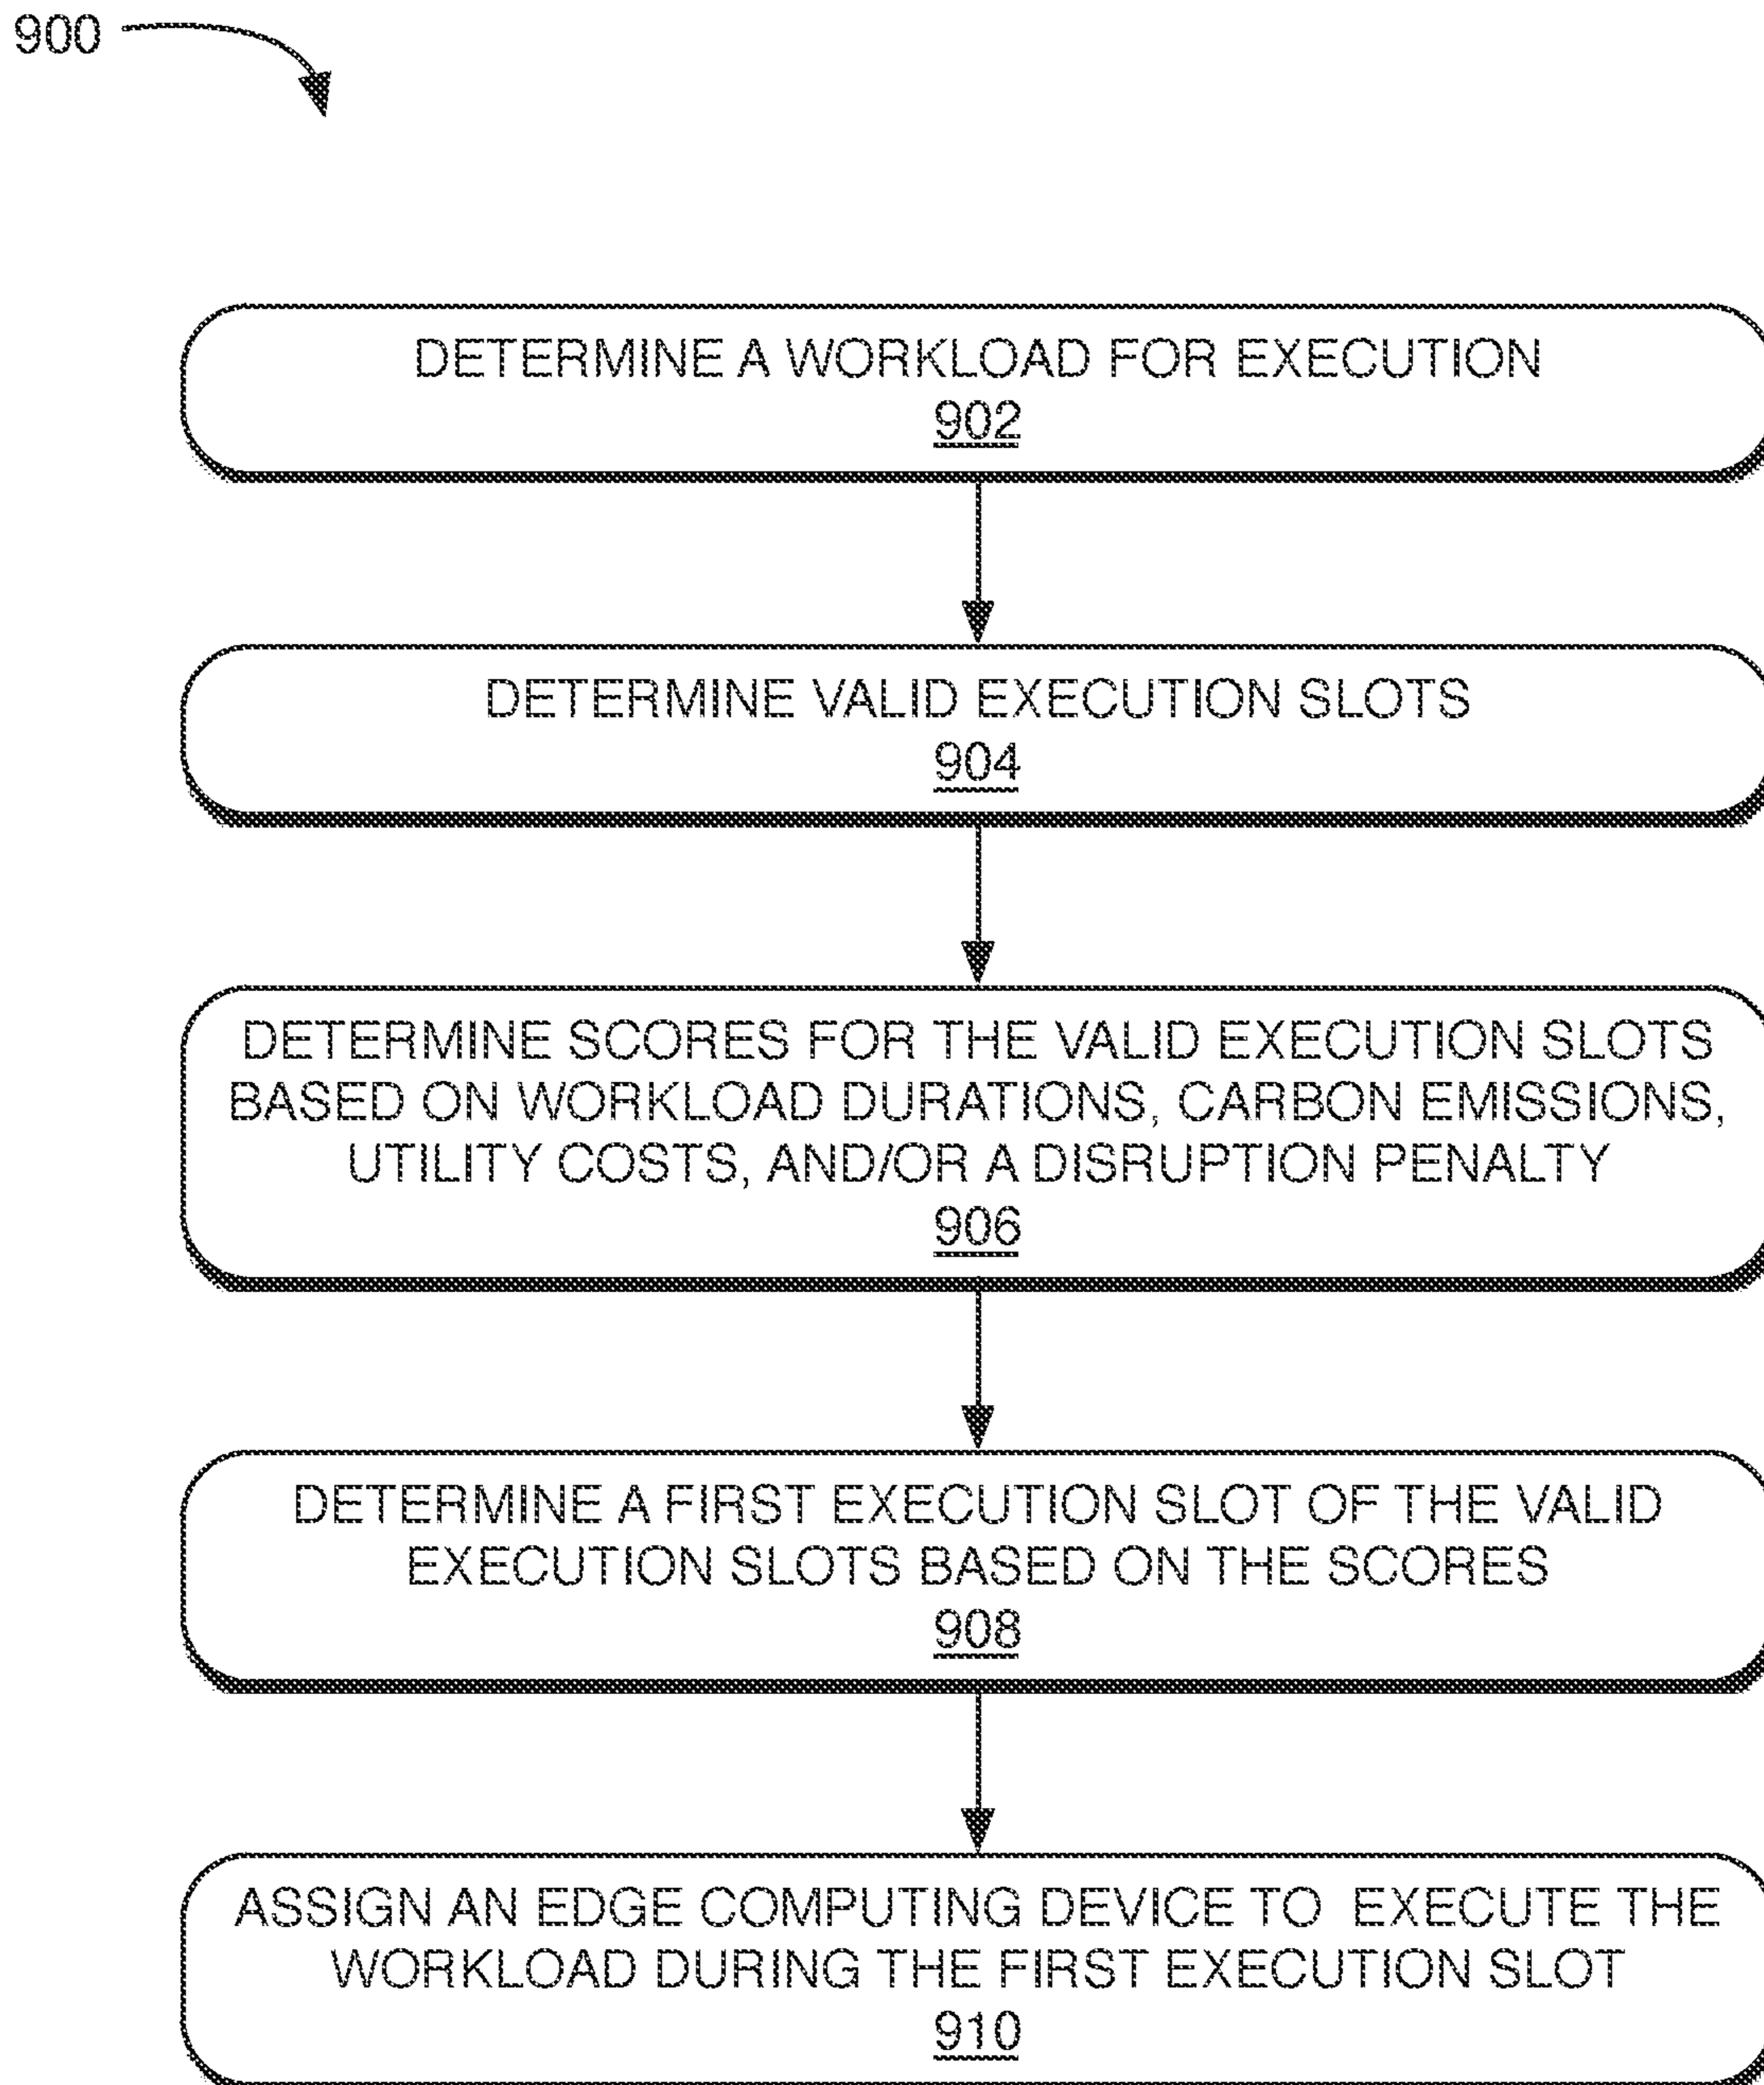 900
DETERMINE A WORKLOAD FOR EXECUTION
902
DETERMINE VALID EXECUTION SLOTS
904
DETERMINE SCORES FOR THE VALID EXECUTION SLOTS
BASED ON WORKLOAD DURATIONS, CARBON EMISSIONS,
UTILITY COSTS, AND/OR A DISRUPTION PENALTY
906
DETERMINE A FIRST EXECUTION SLOT OF THE VALID
EXECUTION SLOTS BASED ON THE SCORES
908
ASSIGN AN EDGE COMPUTING DEVICE TO EXECUTE THE
WORKLOAD DURING THE FIRST EXECUTION SLOT
910